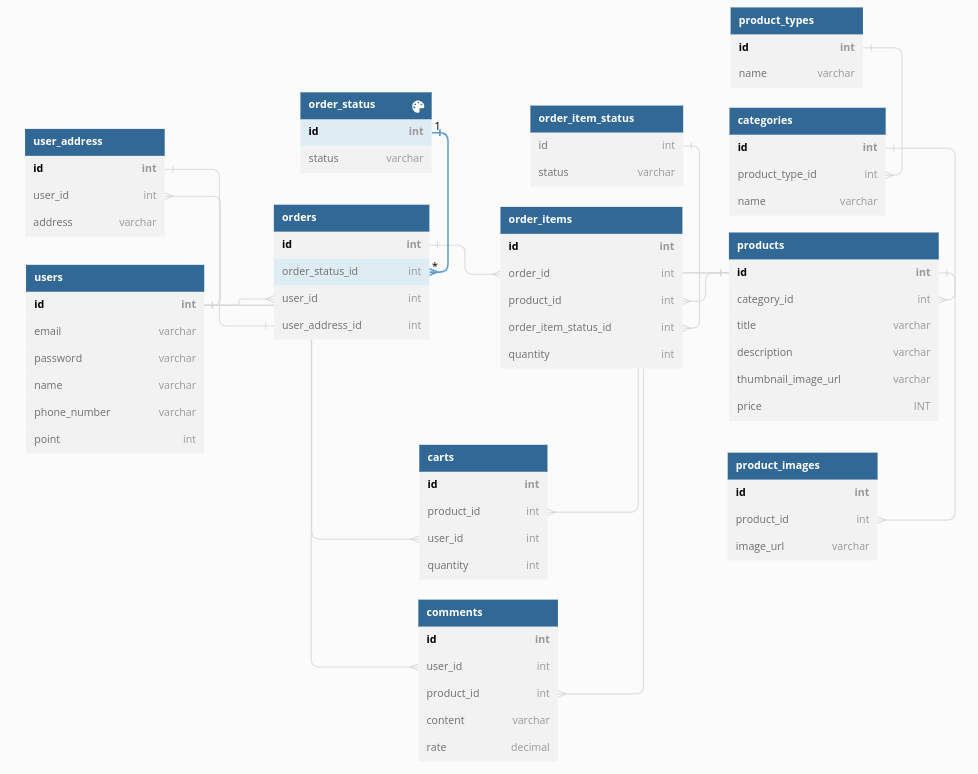 product_types
id int
name varchar
order_status
id int
status varchar
1
*
order_item_status
id int
status varchar
categories
id int
product_type_id int
name varchar
user_address
id int
user_id int
address varchar
orders
id int
order_status_id int
user_id int
user_address_id int
order_items
id int
order_id int
product_id int
order_item_status_id int
quantity int
products
id int
category_id int
title varchar
description varchar
thumbnail_image_url varchar
price INT
users
id int
email varchar
password varchar
name varchar
phone_number varchar
point int
carts
id int
product_id int
user_id int
quantity int
product_images
id int
product_id int
image_url varchar
comments
id int
user_id int
product_id int
content varchar
rate decimal